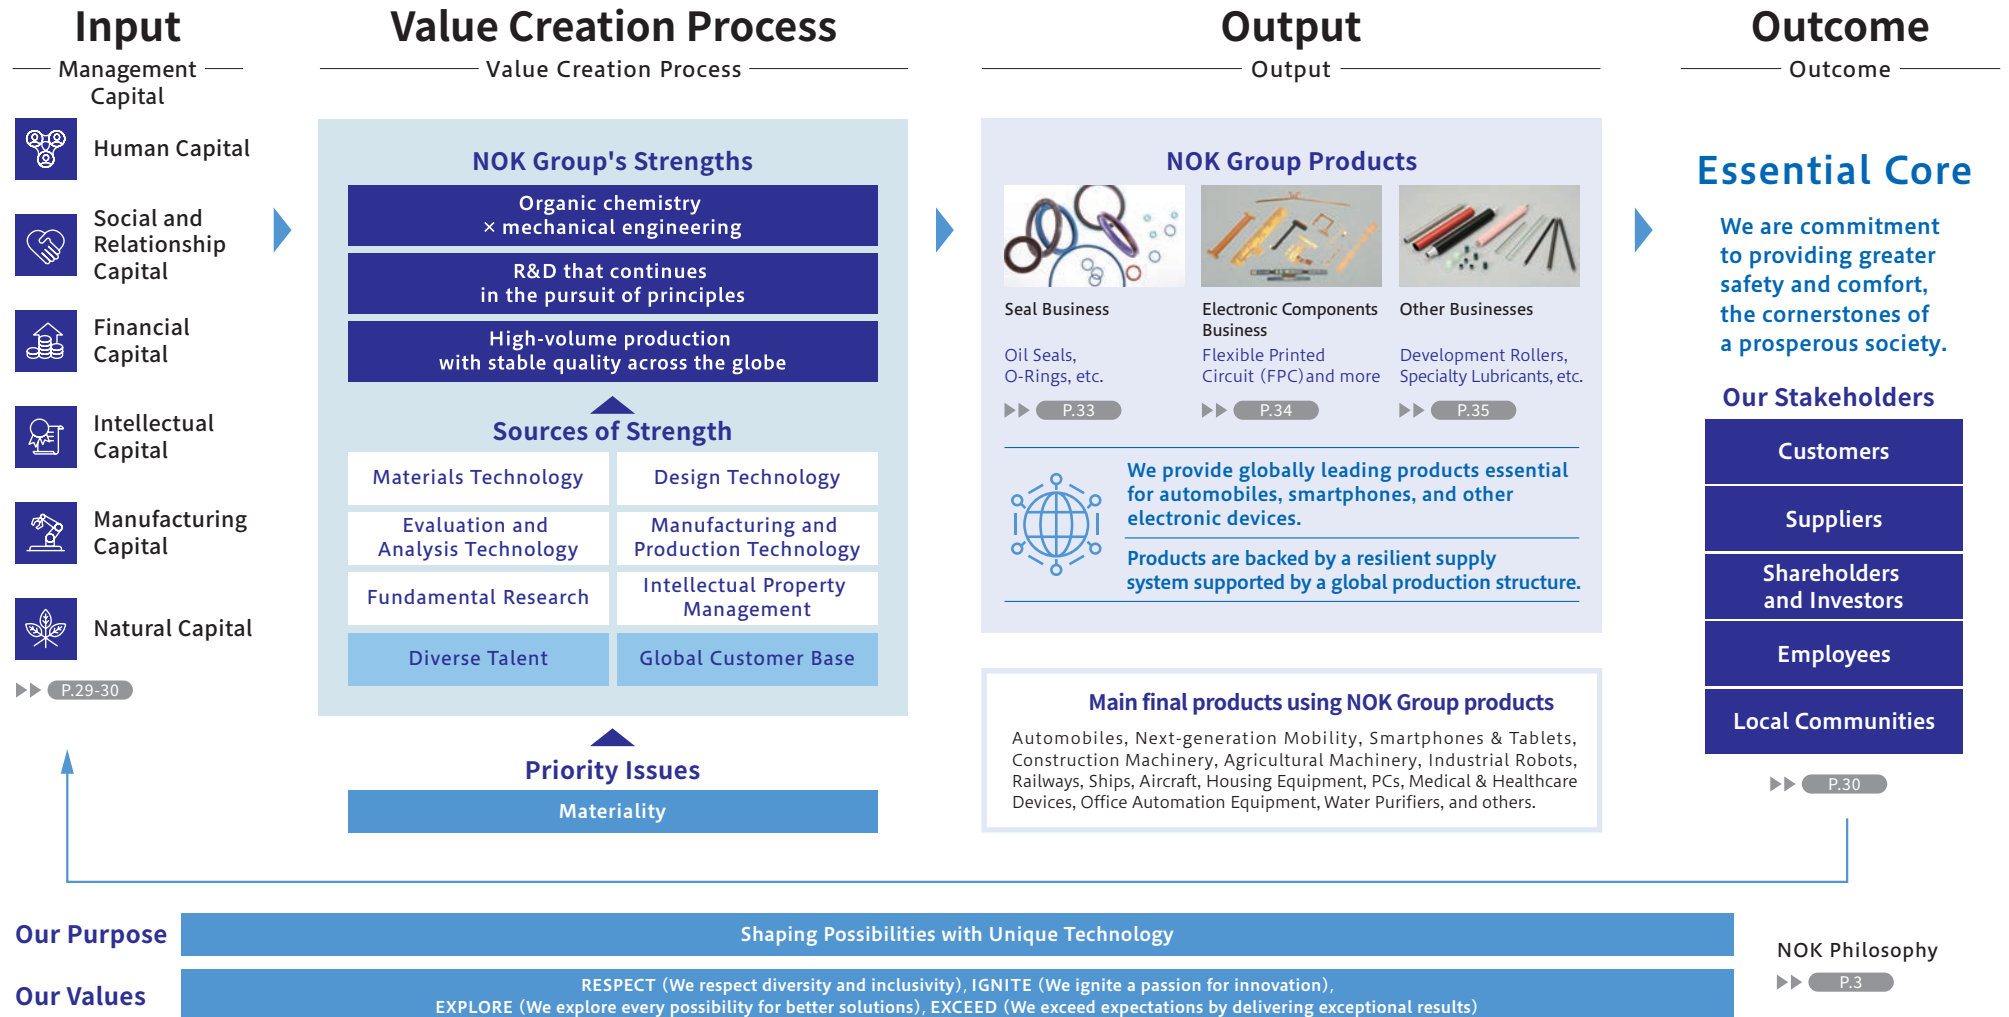 Input
Management
Capital
Human Capital
Social and
Relationship
Capital
Financial
Capital
Intellectual
Capital
Manufacturing
Capital
Natural Capital
P.29-30
Value Creation Process
Value Creation Process
NOK Group's Strengths
Organic chemistry
× mechanical engineering
R&D that continues
in the pursuit of principles
High-volume production
with stable quality across the globe
Sources of Strength
Materials Technology
Design Technology
Evaluation and
Analysis Technology
Manufacturing and
Production Technology
Fundamental Research
Intellectual Property
Management
Diverse Talent
Global Customer Base
Priority Issues
Materiality
Output
Output
NOK Group Products
Seal Business
Oil Seals,
O-Rings, etc.
P.33
Electronic Components
Business
Flexible Printed
Circuit (FPC)and more
P.34
Other Businesses
Development Rollers,
Specialty Lubricants, etc.
P.35
We provide globally leading products essential
for automobiles, smartphones, and other
electronic devices.
Products are backed by a resilient supply
system supported by a global production structure.
Main final products using NOK Group products
Automobiles, Next-generation Mobility, Smartphones & Tablets,
Construction Machinery, Agricultural Machinery, Industrial Robots,
Railways, Ships, Aircraft, Housing Equipment, PCs, Medical & Healthcare
Devices, Office Automation Equipment, Water Purifiers, and others.
Outcome
Outcome
Essential Core
We are commitment
to providing greater
safety and comfort,
the cornerstones of
a prosperous society.
Our Stakeholders
Customers
Suppliers
Shareholders
and Investors
Employees
Local Communities
P.30
Our Purpose
Shaping Possibilities with Unique Technology
Our Values
RESPECT (We respect diversity and inclusivity), IGNITE (We ignite a passion for innovation),
EXPLORE (We explore every possibility for better solutions), EXCEED (We exceed expectations by delivering exceptional results)
NOK Philosophy
P.3